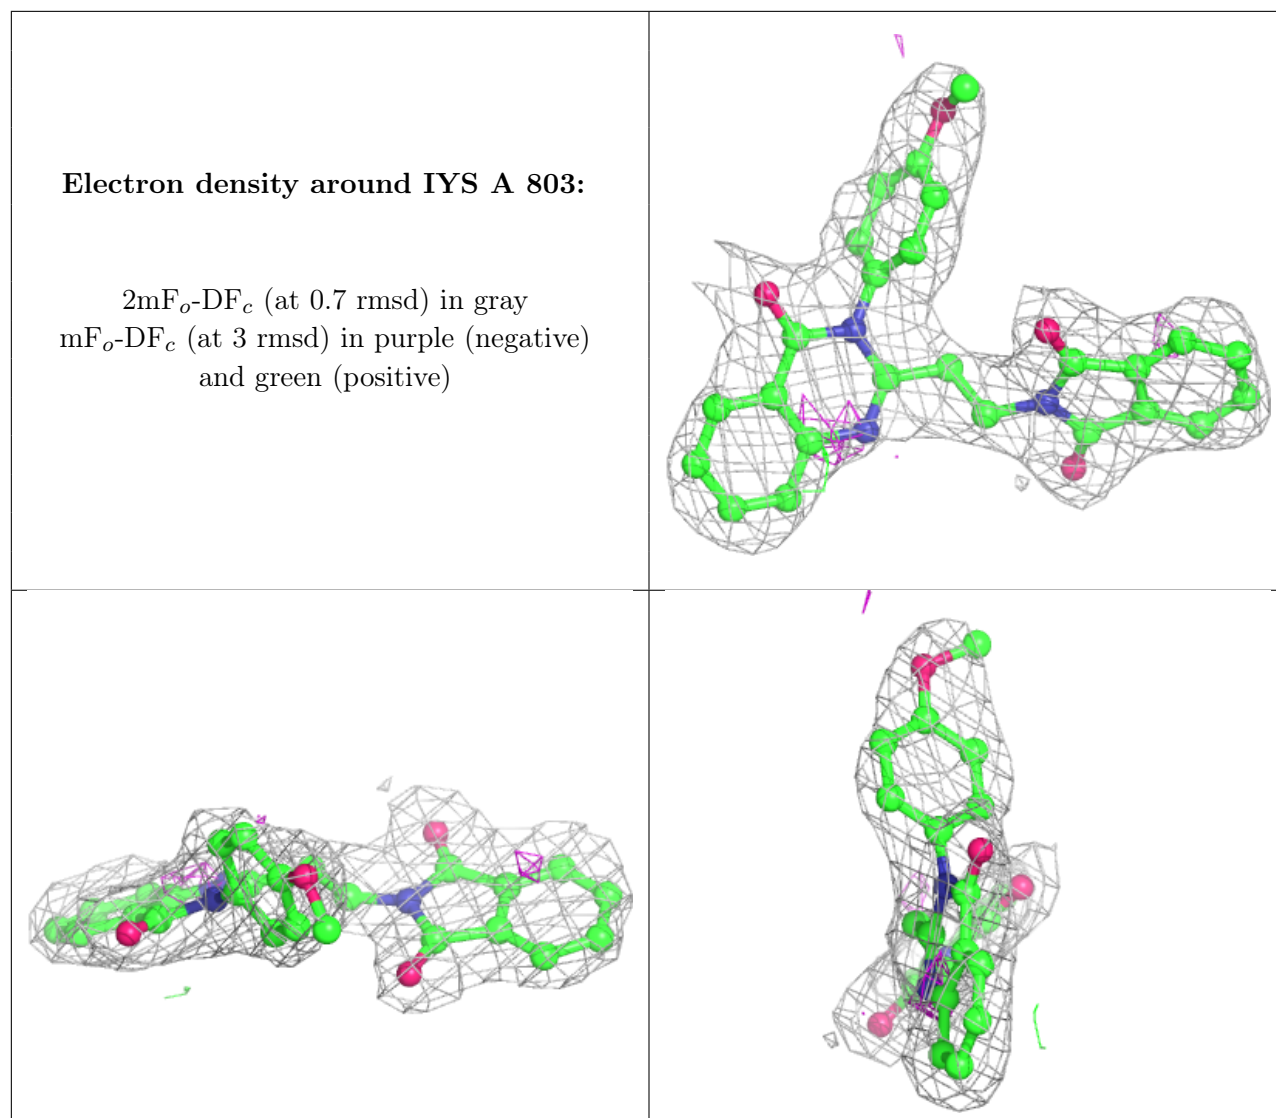 Electron density around IYS A 803:
2mFo-DFc (at 0.7 rmsd) in gray
mFo-DFc (at 3 rmsd) in purple (negative)
and green (positive)